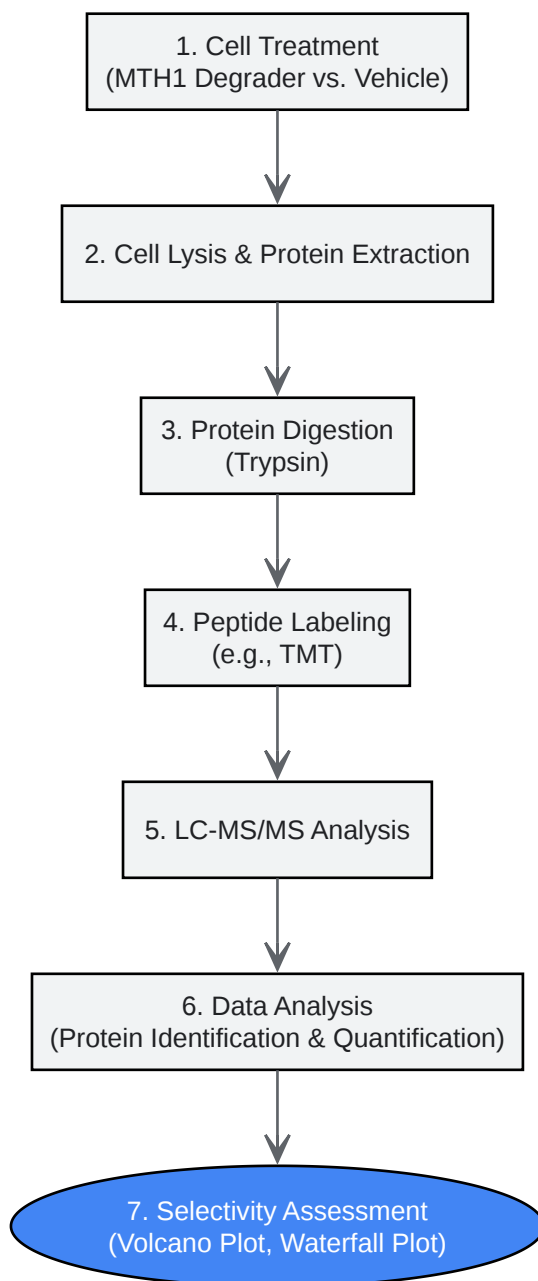 1. Cell Treatment
(MTH1 Degrader vs. Vehicle)
2. Cell Lysis & Protein Extraction
3. Protein Digestion
(Trypsin)
4. Peptide Labeling
(e.g., TMT)
5. LC-MS/MS Analysis
6. Data Analysis
(Protein Identification & Quantification)
7. Selectivity Assessment
(Volcano Plot, Waterfall Plot)